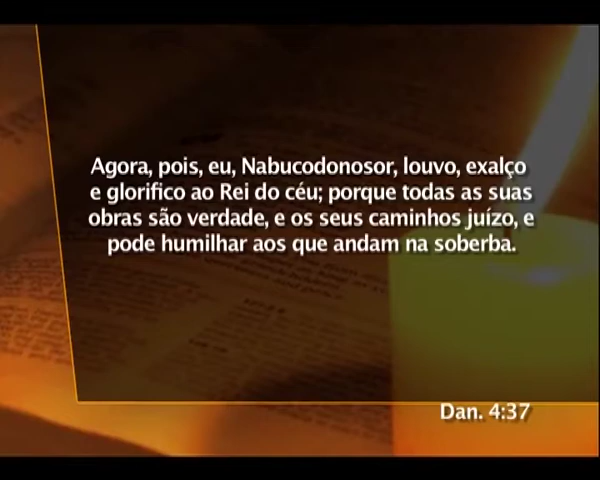 Agora, pois, eu, Nabucodonosor, louvo, exalço
e glorifico ao Rei do céu; porque todas as suas
obras são verdade, e os seus caminhos juízo, e
pode humilhar aos que andam na soberba.
Dan. 4:37